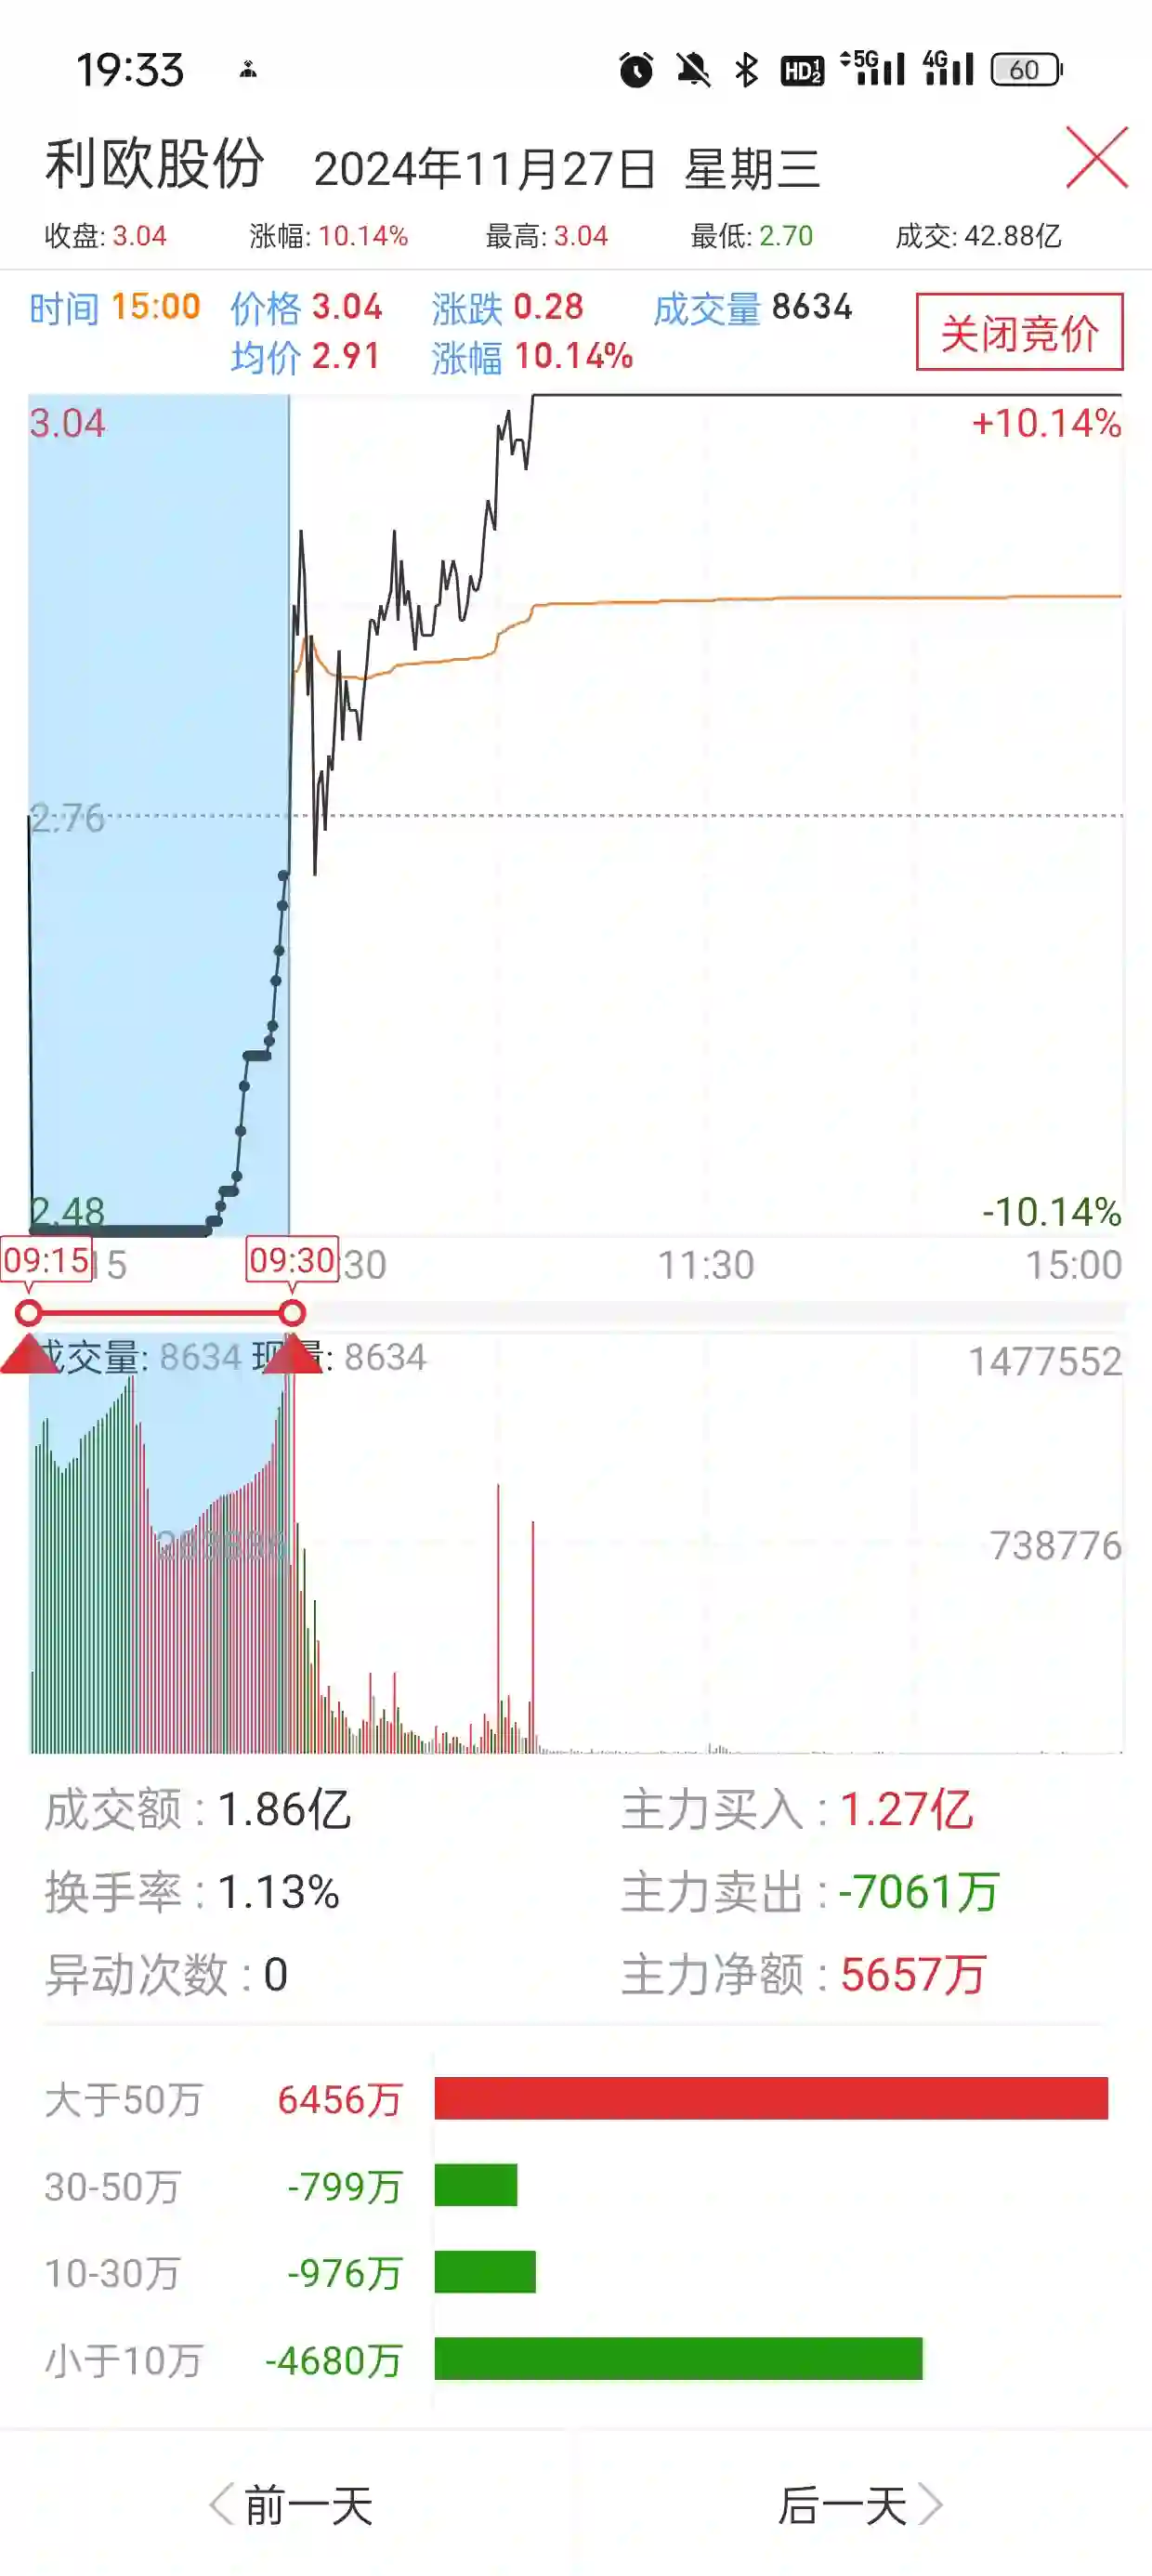 19:33 HD 1 2 5G 4G 60
利欧股份 2024年11月27日 星期三
收盘: 3.04 涨幅: 10.14% 最高: 3.04 最低: 2.70 成交: 42.88亿
时间 15:00 价格 3.04 涨跌 0.28 成交量 8634
均价 2.91 涨幅 10.14%
关闭竞价
3.04 +10.14%
2.76
2.48 -10.14%
09:15 15 09:30 :30 11:30 15:00
成交量: 8634 现量: 8634 1477552
738776
成交额 : 1.86亿 主力买入 : 1.27亿
换手率 : 1.13% 主力卖出 : -7061万
异动次数 : 0 主力净额 : 5657万
大于50万 6456万
30-50万 -799万
10-30万 -976万
小于10万 -4680万
前一天 后一天